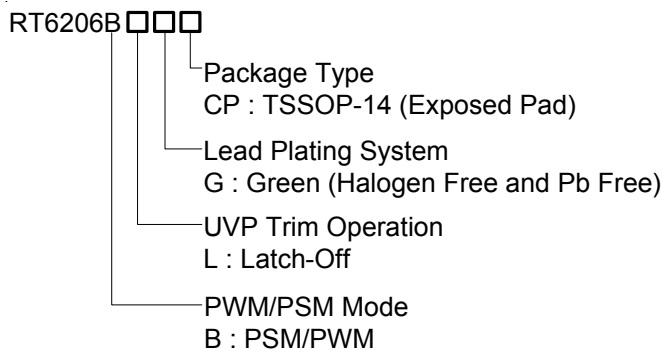 RT6206B□□□
Package Type
CP : TSSOP-14 (Exposed Pad)
Lead Plating System
G : Green (Halogen Free and Pb Free)
UVP Trim Operation
L : Latch-Off
PWM/PSM Mode
B : PSM/PWM